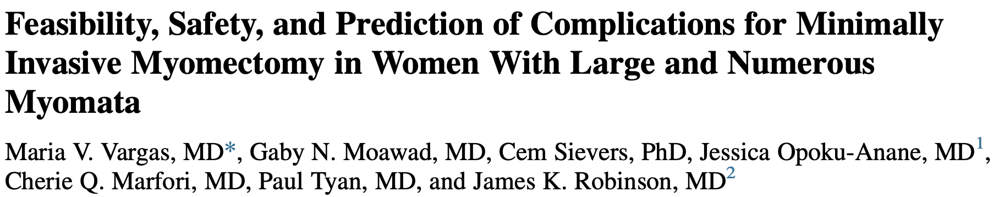 Feasibility, Safety, and Prediction of Complications for Minimally
Invasive Myomectomy in Women With Large and Numerous
Myomata
Maria V. Vargas, MD*, Gaby N. Moawad, MD, Cem Sievers, PhD, Jessica Opoku-Anane, MD1,
Cherie Q. Marfori, MD, Paul Tyan, MD, and James K. Robinson, MD2